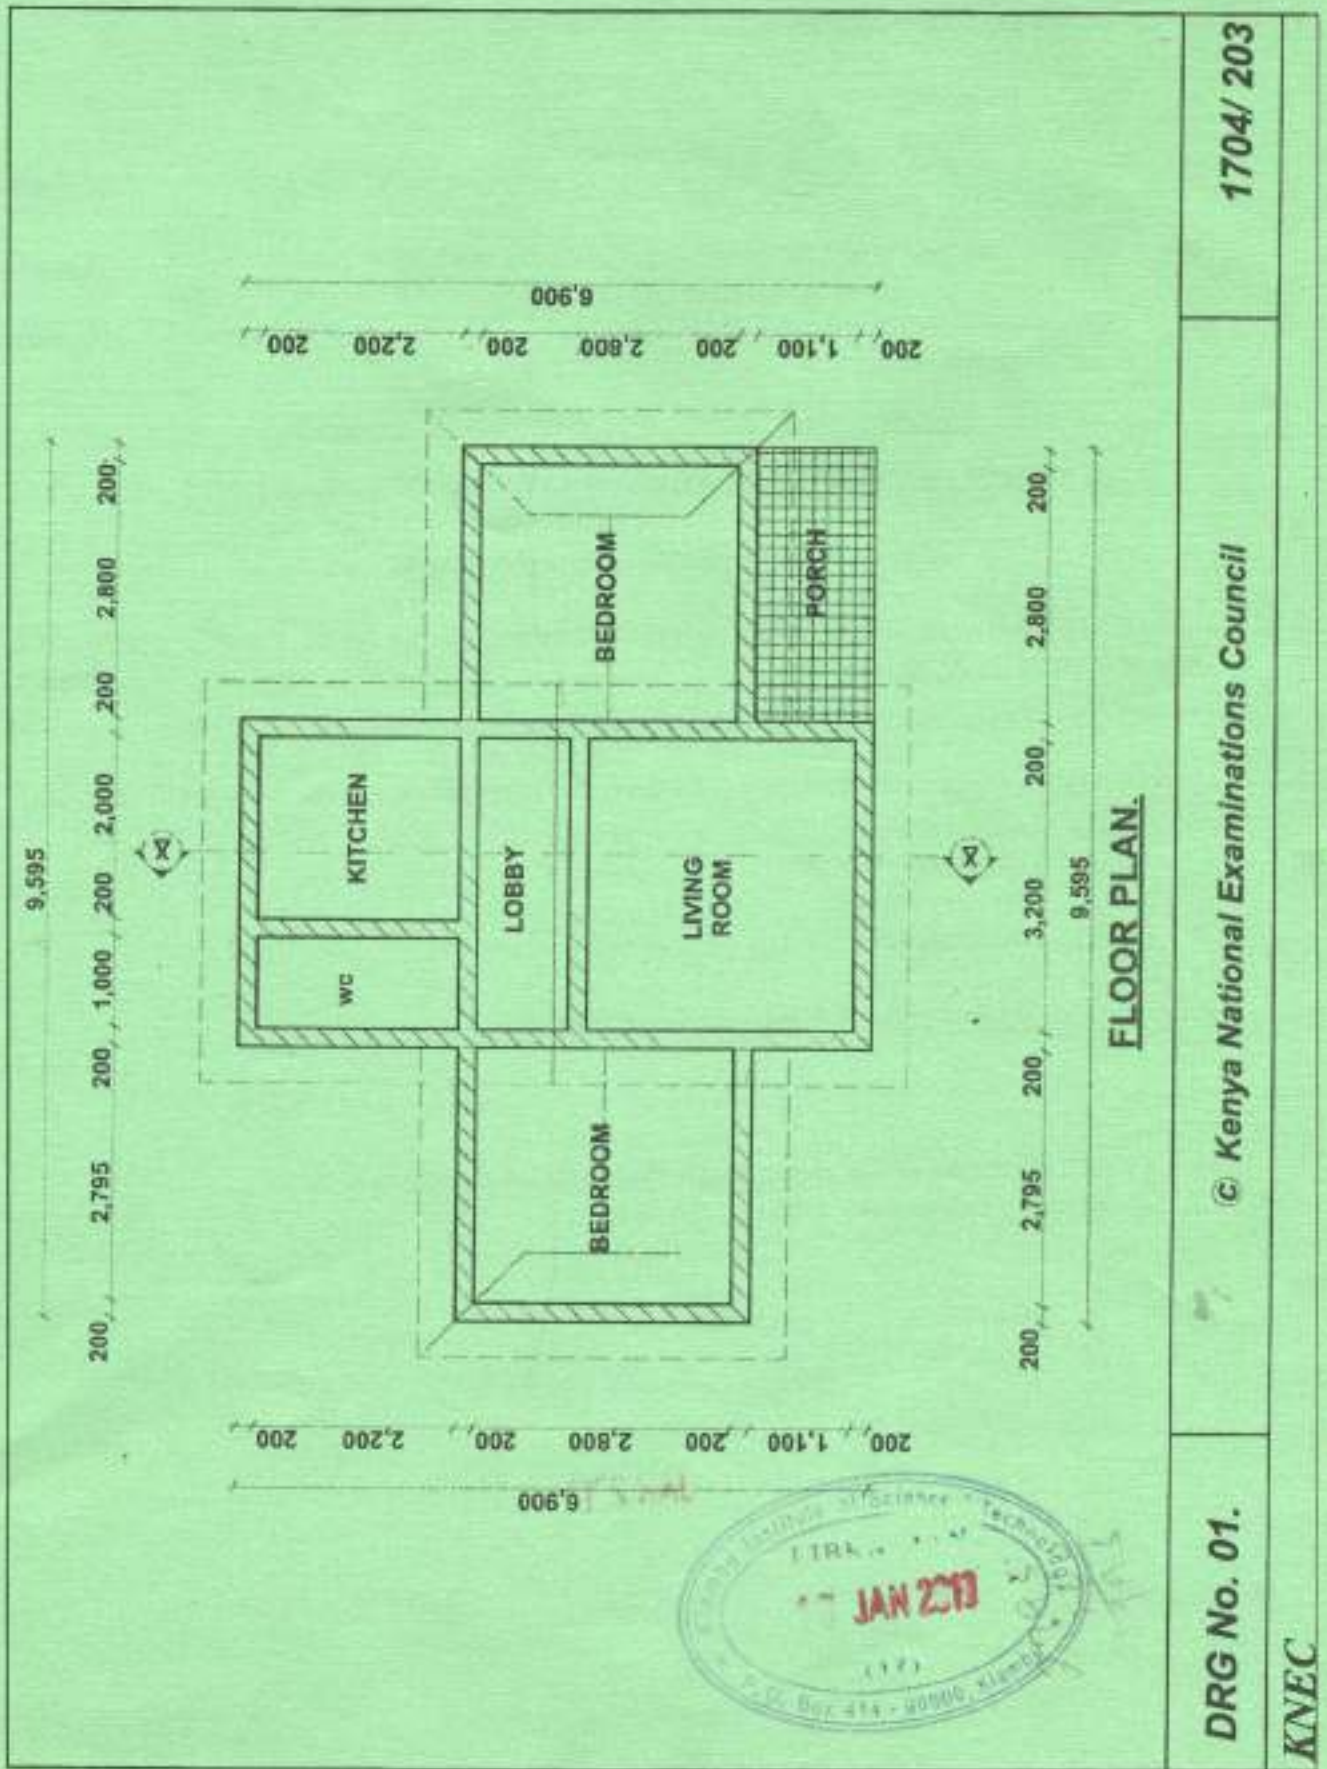 9,595
200 2,795 200 1,000 200 2,000 200 2,800 200
200 2,200 200 2,800 200 1,100 200
6,900
WC
KITCHEN
LOBBY
BEDROOM
LIVING
ROOM
BEDROOM
PORCH
200 2,200 200 2,800 200 1,100 200
6,900
200 2,795 200 3,200 200 2,800 200
9,595
FLOOR PLAN.
JAN 2013
DRG No. 01.
© Kenya National Examinations Council
1704/ 203
KNEC